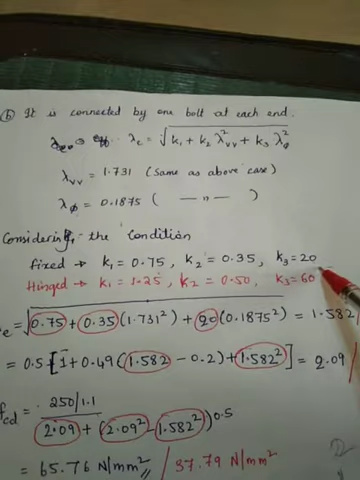 (b) It is connected by one bolt at each end.
λc = √k₁ + k₂ λ²vv + k₃ λ²φ
λvv = 1.731 (same as above case)
λφ = 0.1875 ( —〃— )
Considering the Condition
fixed → k₁ = 0.75, k₂ = 0.35, k₃ = 20
Hinged → k₁ = 1.25, k₂ = 0.50, k₃ = 60
e = √0.75 + 0.35 (1.731²) + 20 (0.1875²) = 1.582 /
= 0.5 [1 + 0.49 (1.582 - 0.2) + 1.582²] = 2.09 /
fcd = 250/1.1
2.09 + (2.09² - 1.582²)^0.5
= 65.76 N/mm² // 37.79 N/mm²